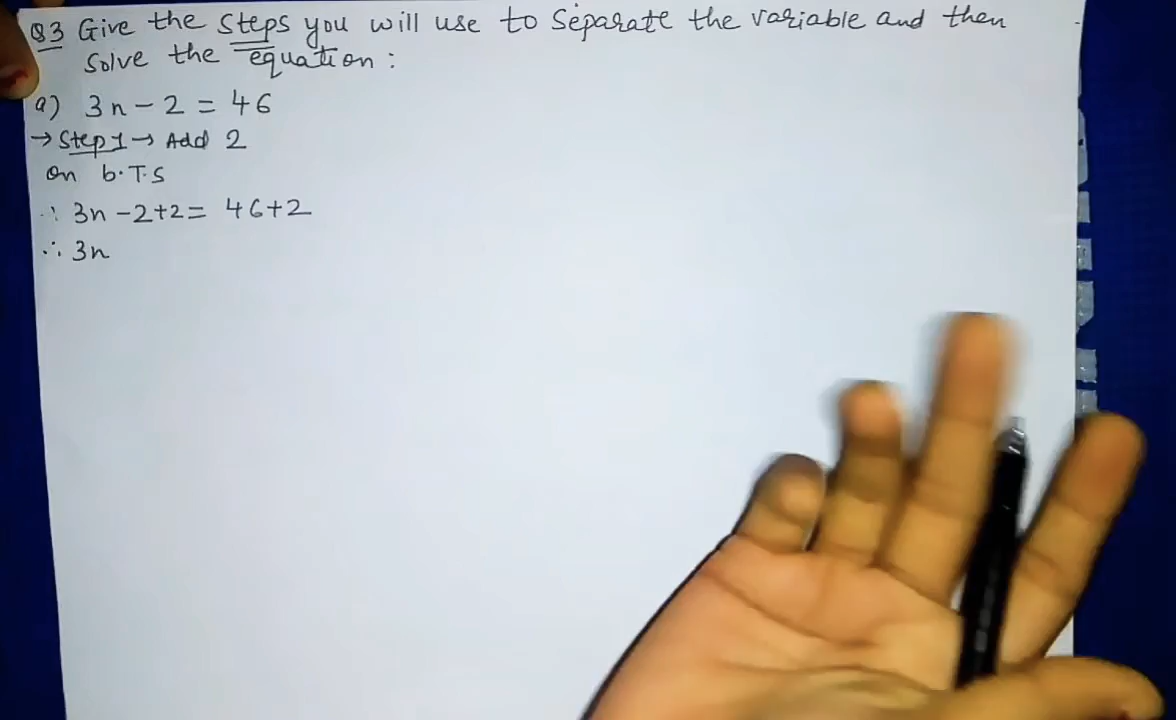 Q3 Give the steps you will use to separate the variable and then
solve the equation :
a) 3n - 2 = 46
→ Step 1 → Add 2
on b.T.S
∴ 3n - 2 + 2 = 46 + 2
∴ 3n